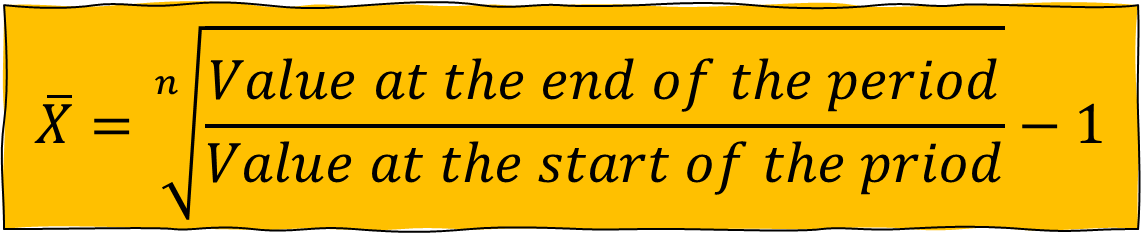 X̄ = ⁿ√(Value at the end of the period / Value at the start of the priod) − 1